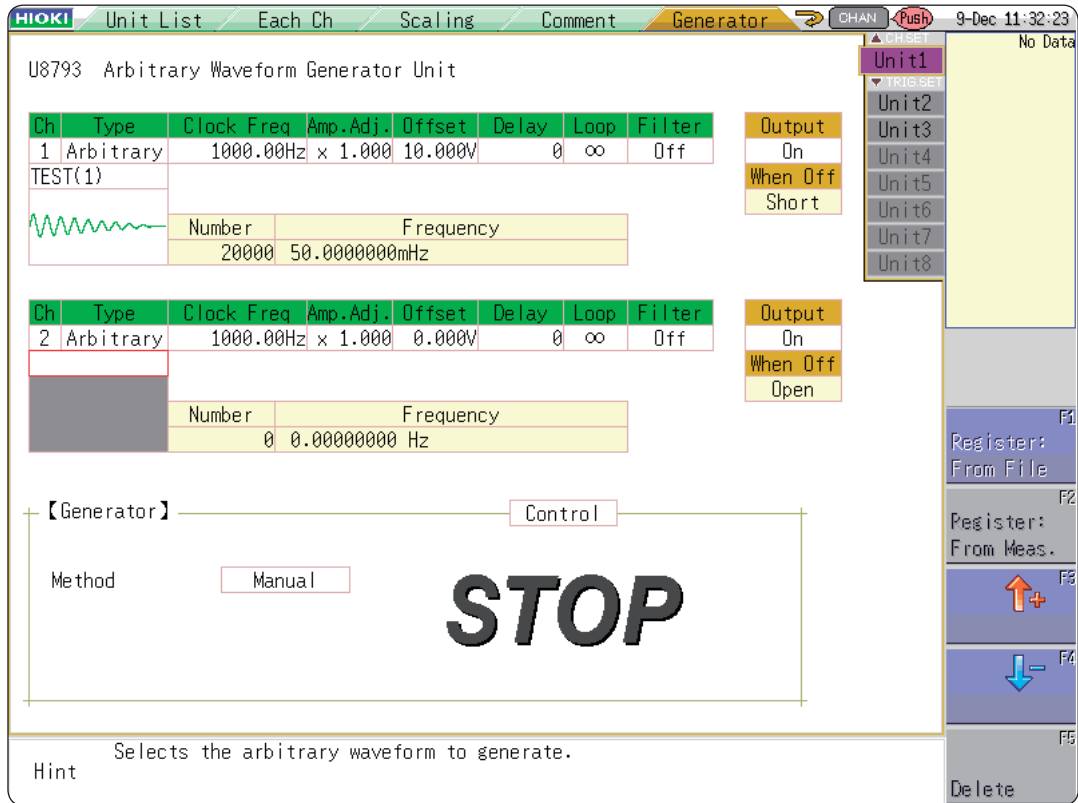 HIOKI Unit List Each Ch Scaling Comment Generator CHAN Push 9-Dec 11:32:23
No Data
CH.SET
Unit1
TRIG.SET
Unit2
Unit3
Unit4
Unit5
Unit6
Unit7
Unit8
U8793 Arbitrary Waveform Generator Unit
Ch Type Clock Freq Amp.Adj. Offset Delay Loop Filter Output
1 Arbitrary 1000.00Hz x 1.000 10.000V 0 ∞ Off On
TEST(1) When Off
Short
Number Frequency
20000 50.0000000mHz
Ch Type Clock Freq Amp.Adj. Offset Delay Loop Filter Output
2 Arbitrary 1000.00Hz x 1.000 0.000V 0 ∞ Off On
When Off
Open
Number Frequency
0 0.00000000 Hz
【Generator】 Control
Method Manual STOP
F1
Register:
From File
F2
Register:
From Meas.
F3
+
F4
-
F5
Delete
Selects the arbitrary waveform to generate.
Hint